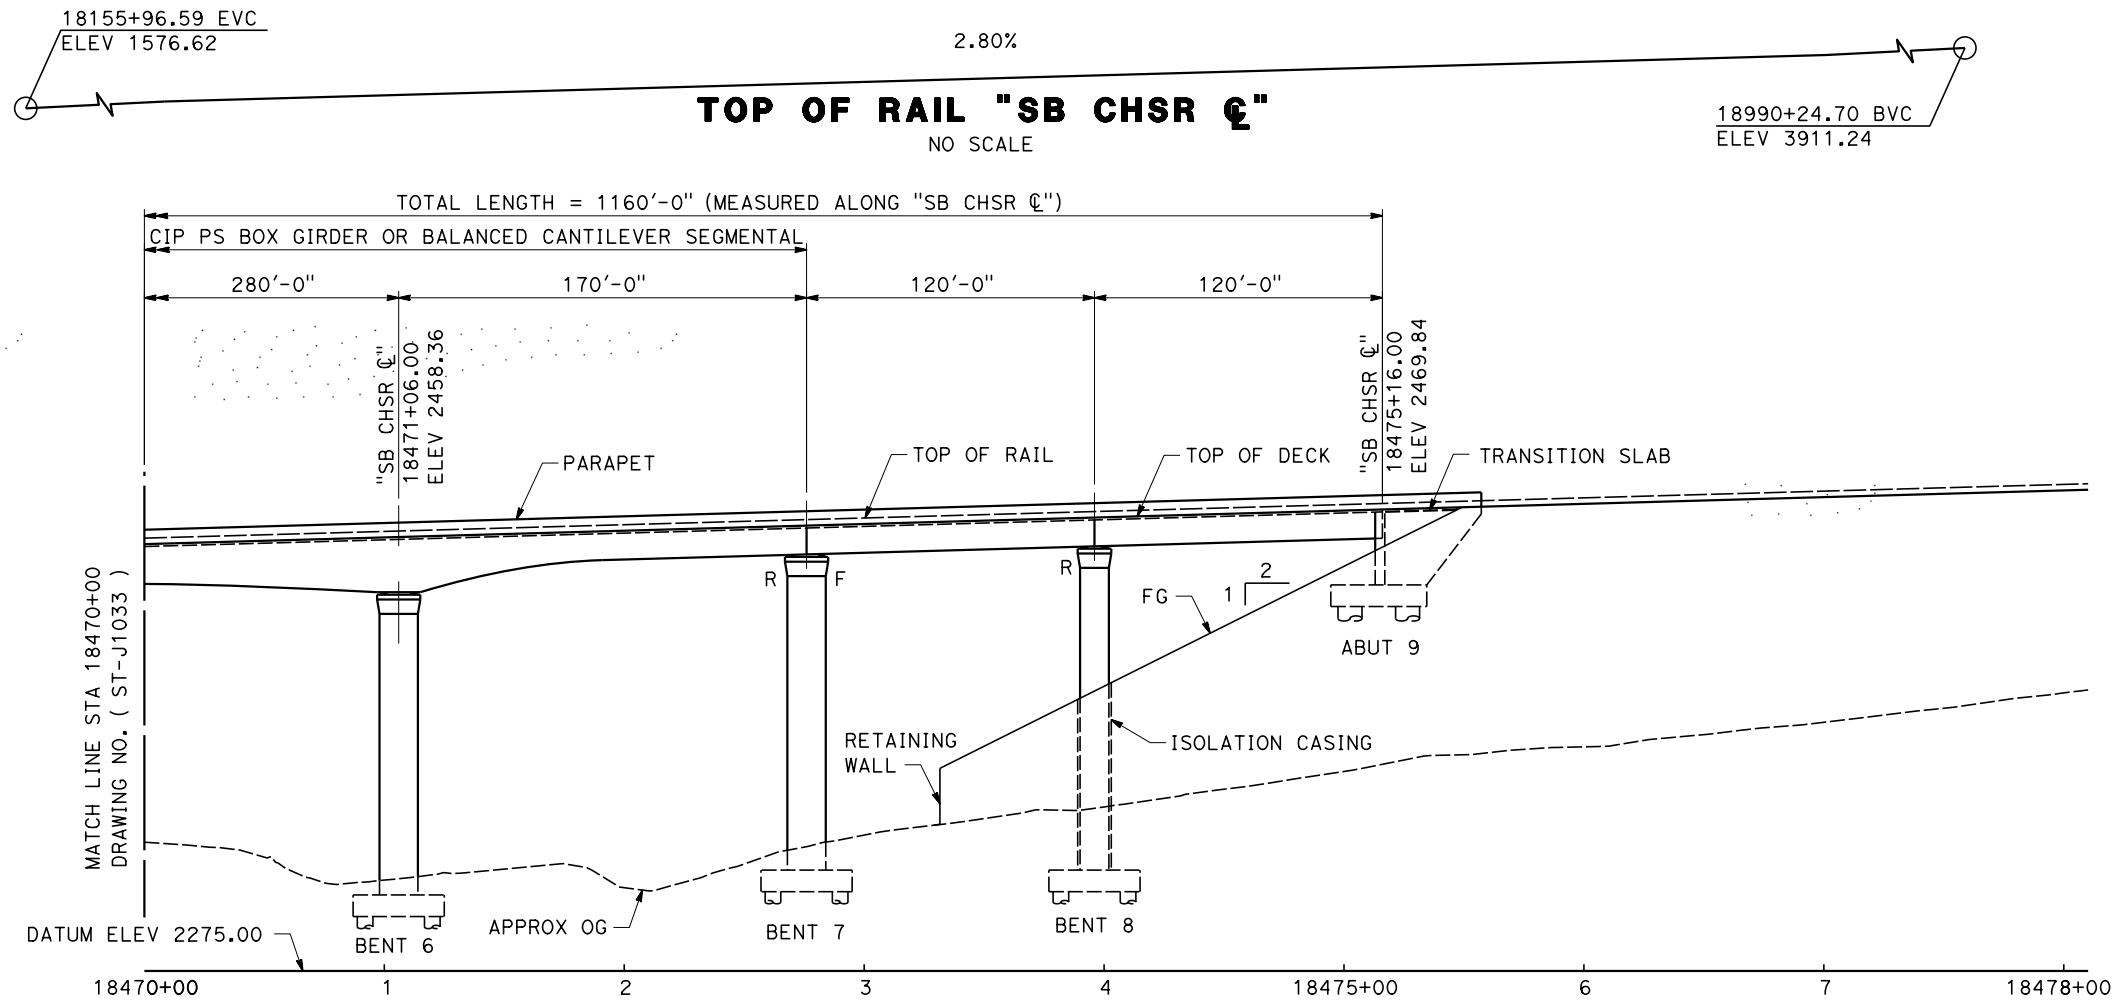 18155+96.59 EVC
ELEV 1576.62
2.80%
TOP OF RAIL "SB CHSR ℄"
NO SCALE
18990+24.70 BVC
ELEV 3911.24
TOTAL LENGTH = 1160'-0" (MEASURED ALONG "SB CHSR ℄")
CIP PS BOX GIRDER OR BALANCED CANTILEVER SEGMENTAL
280'-0"
170'-0"
120'-0"
120'-0"
"SB CHSR ℄"
18471+06.00
ELEV 2458.36
"SB CHSR ℄"
18475+16.00
ELEV 2469.84
PARAPET
TOP OF RAIL
TOP OF DECK
TRANSITION SLAB
R
F
R
FG
1
2
ABUT 9
MATCH LINE STA 18470+00
DRAWING NO. ( ST-J1033 )
RETAINING
WALL
ISOLATION CASING
APPROX OG
BENT 6
BENT 7
BENT 8
DATUM ELEV 2275.00
18470+00
1
2
3
4
18475+00
6
7
18478+00